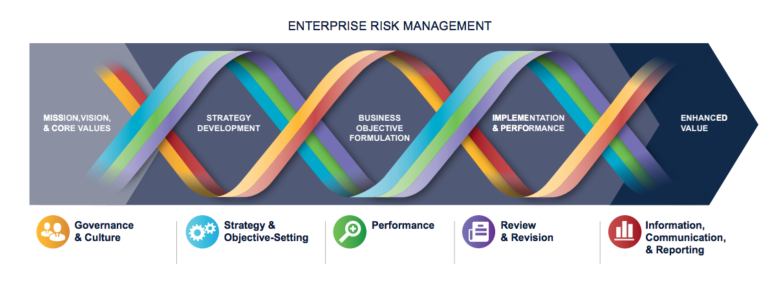 ENTERPRISE RISK MANAGEMENT
MISSION,VISION,
& CORE VALUES
STRATEGY
DEVELOPMENT
BUSINESS
OBJECTIVE
FORMULATION
IMPLEMENTATION
& PERFORMANCE
ENHANCED
VALUE
Governance
& Culture
Strategy &
Objective-Setting
Performance
Review
& Revision
Information,
Communication,
& Reporting